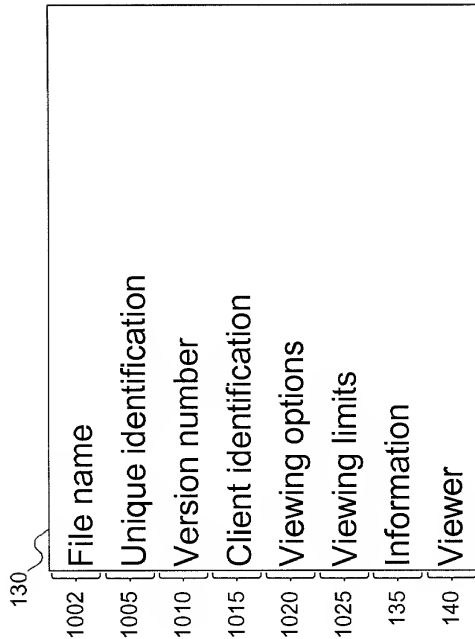 130
1002 File name
1005 Unique identification
1010 Version number
1015 Client identification
1020 Viewing options
1025 Viewing limits
135 Information
140 Viewer